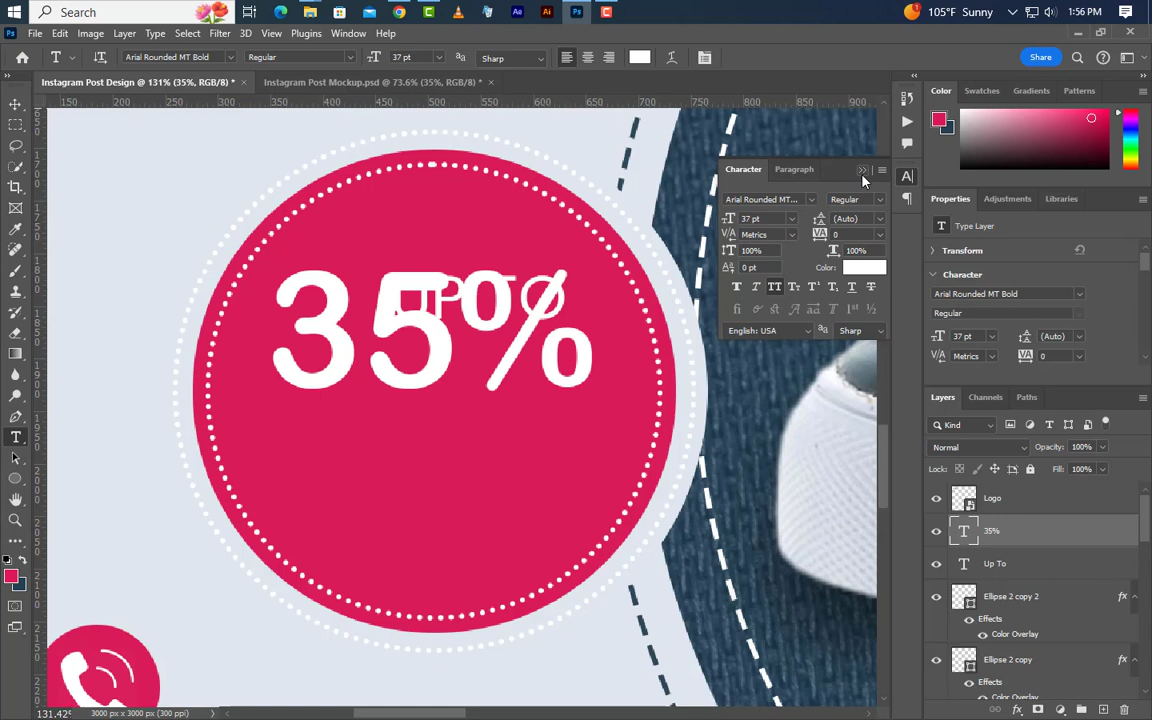 Search
105°F Sunny
1:56 PM
File Edit Layer Type Select Filter 3D View Plugins Window Help
Arial Rounded MT Bold Regular 37 pt Sharp Share
Instagram Post Design @ 131% (35%, RGB/8) * Instagram Post Mockup.psd @ 73.6% (35%, RGB/8) *
150 200 250 300 350 400 450 500 550 600 650 700 750 800 850 900
Color Swatches Gradients Patterns
Character Paragraph
Arial Rounded MT... Regular
37 pt (Auto)
Metrics 0
100% 100%
0 pt Color:
English: USA Sharp
Properties Adjustments Libraries
Type Layer
Transform
Character
Arial Rounded MT Bold
Regular
37 pt (Auto)
Metrics 0
UP TO
35%
Layers Channels Paths
Kind
Normal Opacity: 100%
Lock: Fill: 100%
Logo
35%
Up To
Ellipse 2 copy 2 fx
Effects
Color Overlay
Ellipse 2 copy fx
Effects
Color Overlay
131.42% 3000 px x 3000 px (300 ppi)